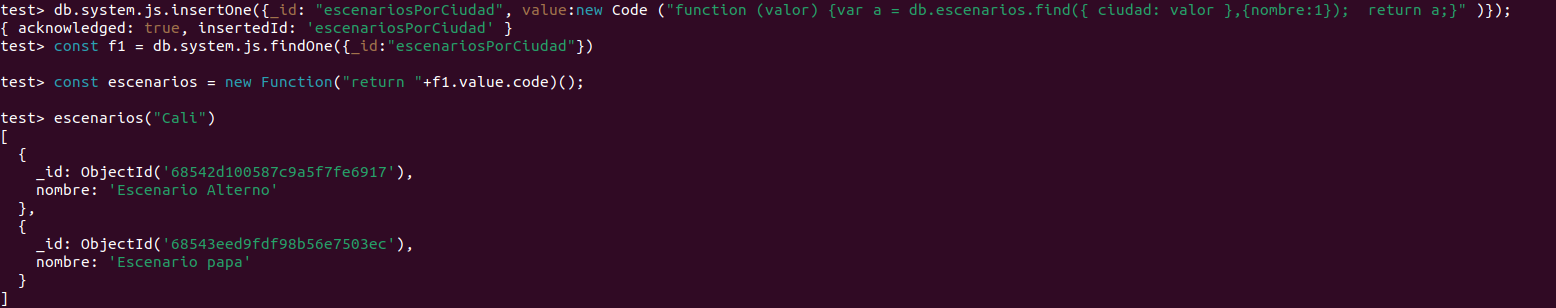 test> db.system.js.insertOne({_id: "escenariosPorCiudad", value:new Code ("function (valor) {var a = db.escenarios.find({ ciudad: valor },{nombre:1});  return a;}" )});
{ acknowledged: true, insertedId: 'escenariosPorCiudad' }
test> const f1 = db.system.js.findOne({_id:"escenariosPorCiudad"})
test> const escenarios = new Function("return "+f1.value.code)();
test> escenarios("Cali")
[
  {
    _id: ObjectId('68542d100587c9a5f7fe6917'),
    nombre: 'Escenario Alterno'
  },
  {
    _id: ObjectId('68543eed9fdf98b56e7503ec'),
    nombre: 'Escenario papa'
  }
]